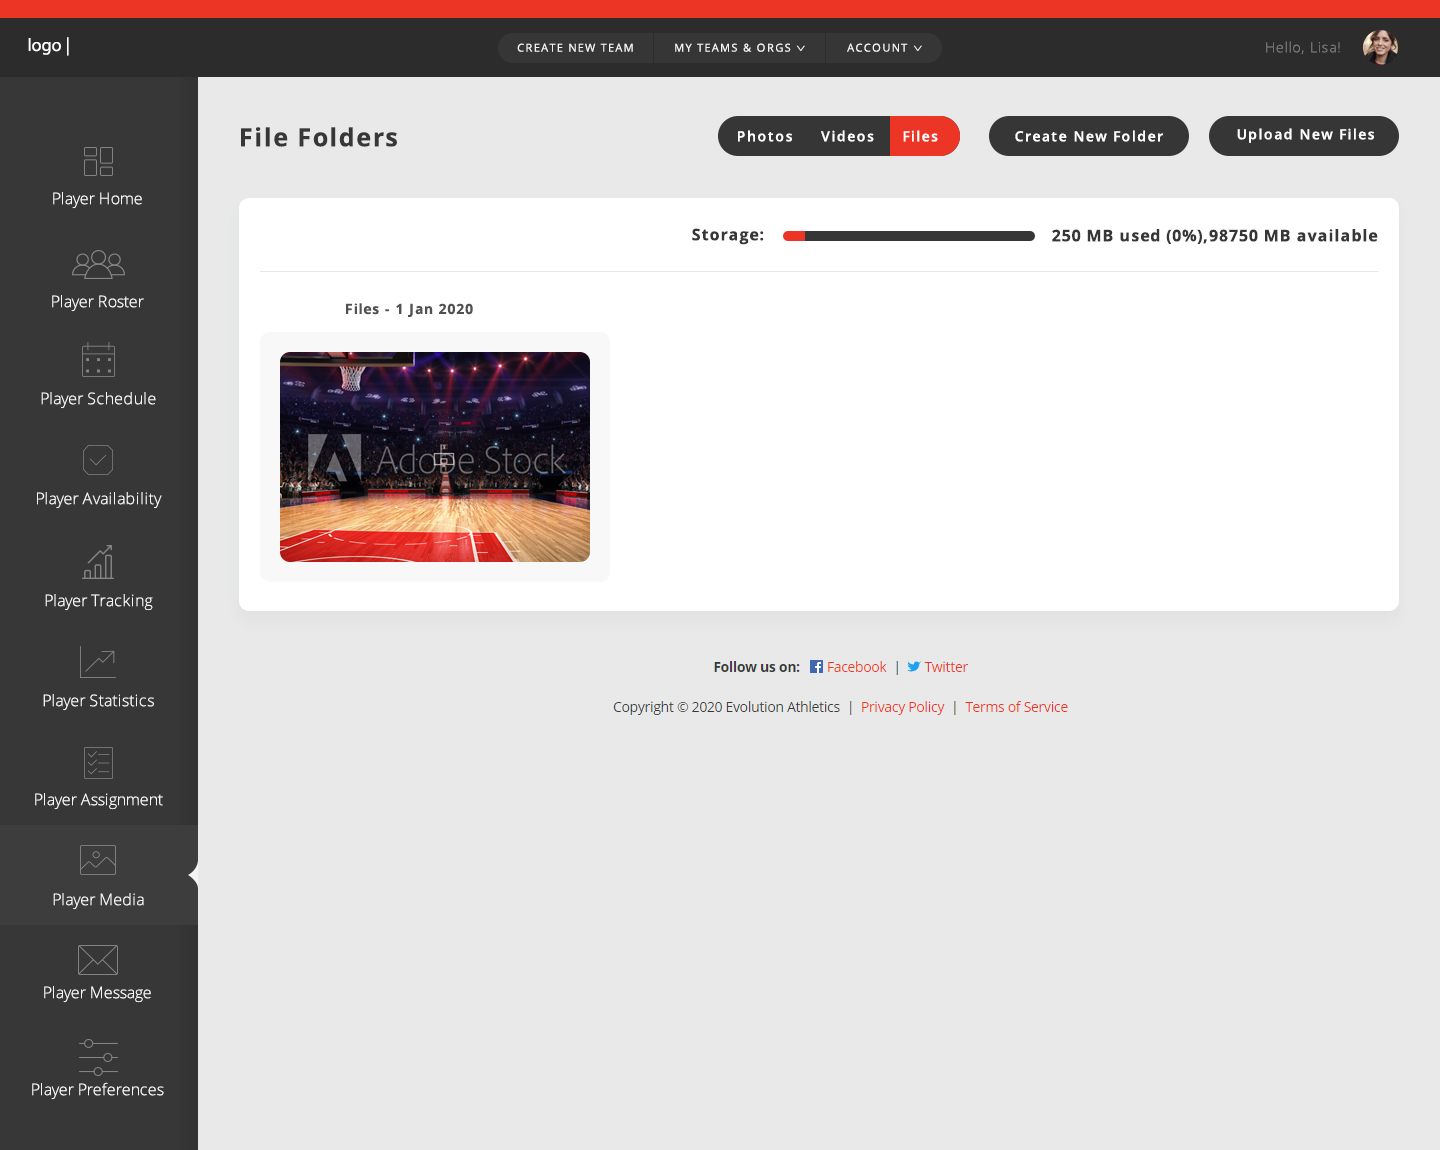 logo |
CREATE NEW TEAM
MY TEAMS & ORGS
ACCOUNT
Hello, Lisa!
File Folders
Photos
Videos
Files
Create New Folder
Upload New Files
Storage:
250 MB used (0%),98750 MB available
Files - 1 Jan 2020
Adobe Stock
Player Home
Player Roster
Player Schedule
Player Availability
Player Tracking
Player Statistics
Player Assignment
Player Media
Player Message
Player Preferences
Follow us on: Facebook | Twitter
Copyright © 2020 Evolution Athletics | Privacy Policy | Terms of Service